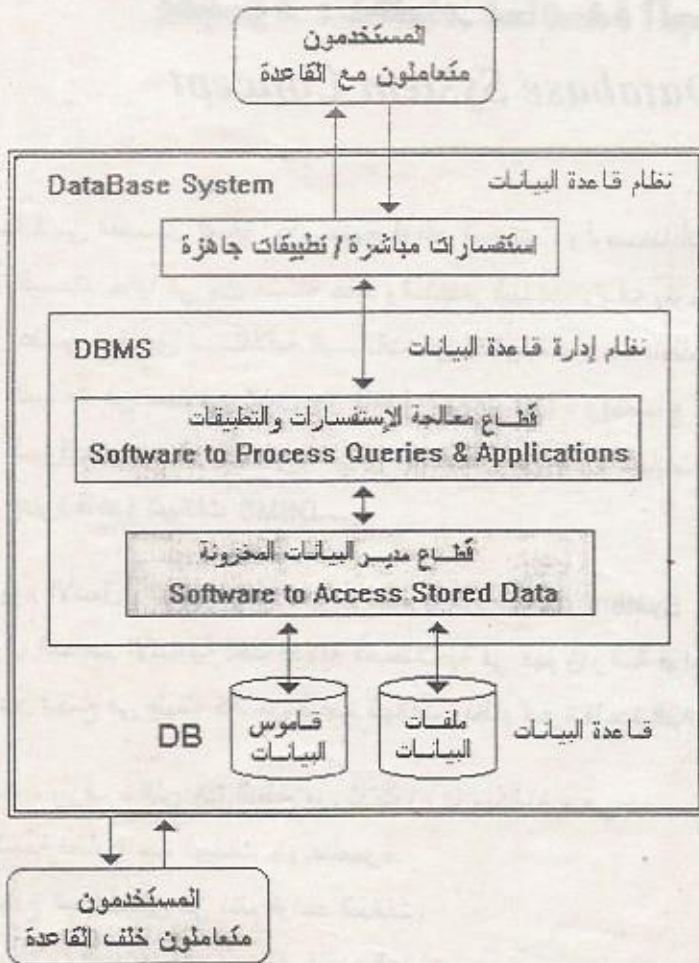 المستخدمون
متعاملون مع القاعدة
DataBase System نظام قاعدة البيانات
استفسارات مباشرة / تطبيقات جاهزة
DBMS نظام إدارة قاعدة البيانات
قطاع معالجة الإستفسارات والتطبيقات
Software to Process Queries & Applications
قطاع مدير البيانات المخزونة
Software to Access Stored Data
DB قاموس البيانات ملفات البيانات قاعدة البيانات
المستخدمون
متعاملون خلف القاعدة